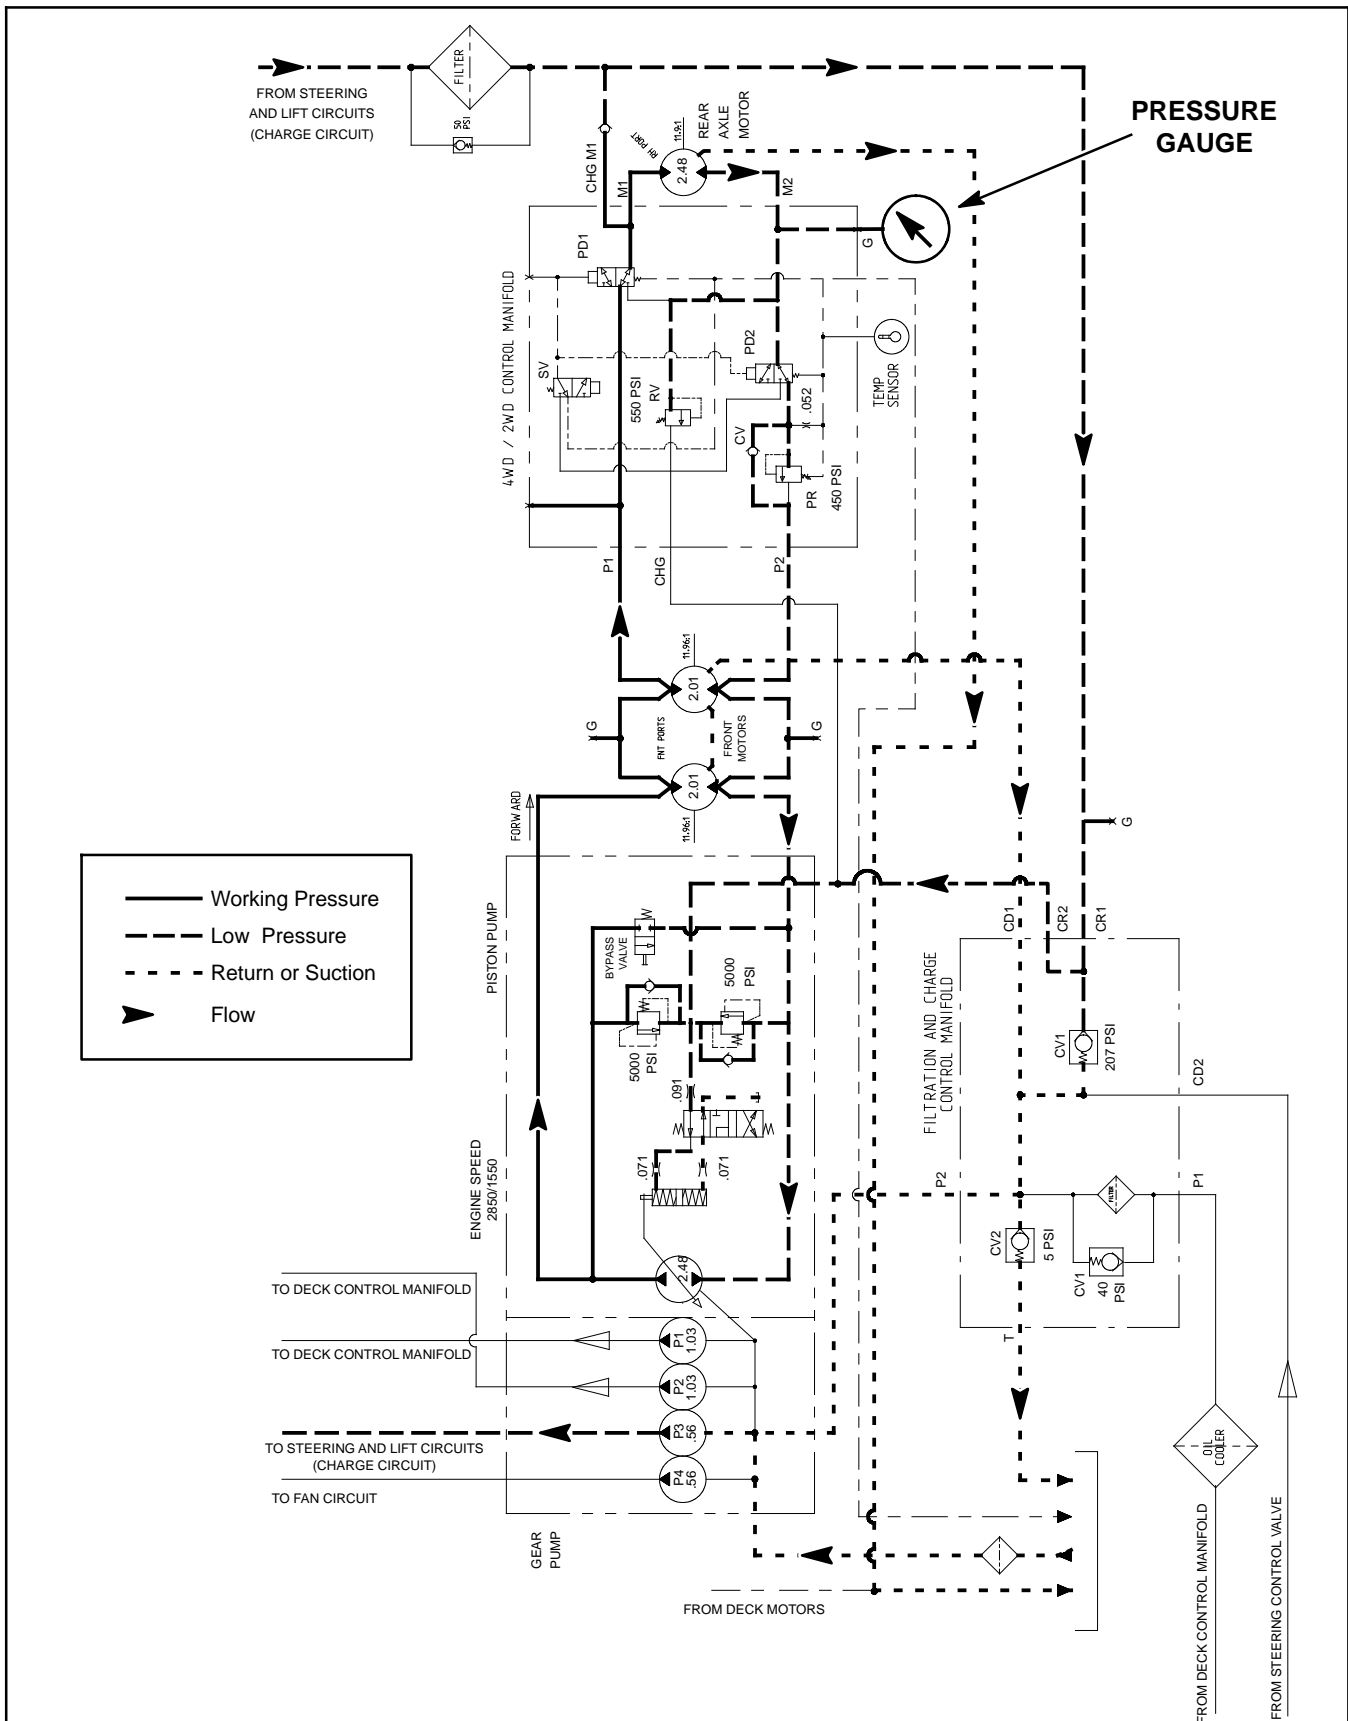 FROM STEERING
AND LIFT CIRCUITS
(CHARGE CIRCUIT)
FILTER
50
PSI
CHG M1
M1
RH PORT
11.9:1
2.48
REAR
AXLE
MOTOR
M2
PRESSURE
GAUGE
G
PD1
4WD / 2WD CONTROL MANIFOLD
SV
550 PSI
RV
PD2
CV
.052
PR
450 PSI
TEMP
SENSOR
P1
CHG
P2
11.96:1
2.01
G
FNT PORTS
FRONT
MOTORS
G
2.01
11.96:1
FORWARD
Working Pressure
Low Pressure
Return or Suction
Flow
PISTON PUMP
BYPASS
VALVE
5000
PSI
5000
PSI
.091
.071
.071
ENGINE SPEED
2850/1550
2.48
G
CD1
CR2
CR1
FILTRATION AND CHARGE
CONTROL MANIFOLD
CV1
207 PSI
CD2
P2
P1
FILTER
CV2
5 PSI
CV1
40
PSI
T
TO DECK CONTROL MANIFOLD
TO DECK CONTROL MANIFOLD
P1
1.03
P2
1.03
P3
.56
P4
.56
TO STEERING AND LIFT CIRCUITS
(CHARGE CIRCUIT)
TO FAN CIRCUIT
GEAR
PUMP
FROM DECK MOTORS
OIL
COOLER
FROM DECK CONTROL MANIFOLD
FROM STEERING CONTROL VALVE